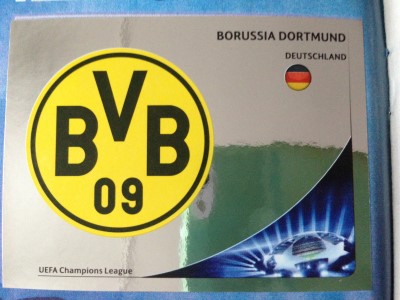 BORUSSIA DORTMUND
DEUTSCHLAND
BVB
09
UEFA Champions League